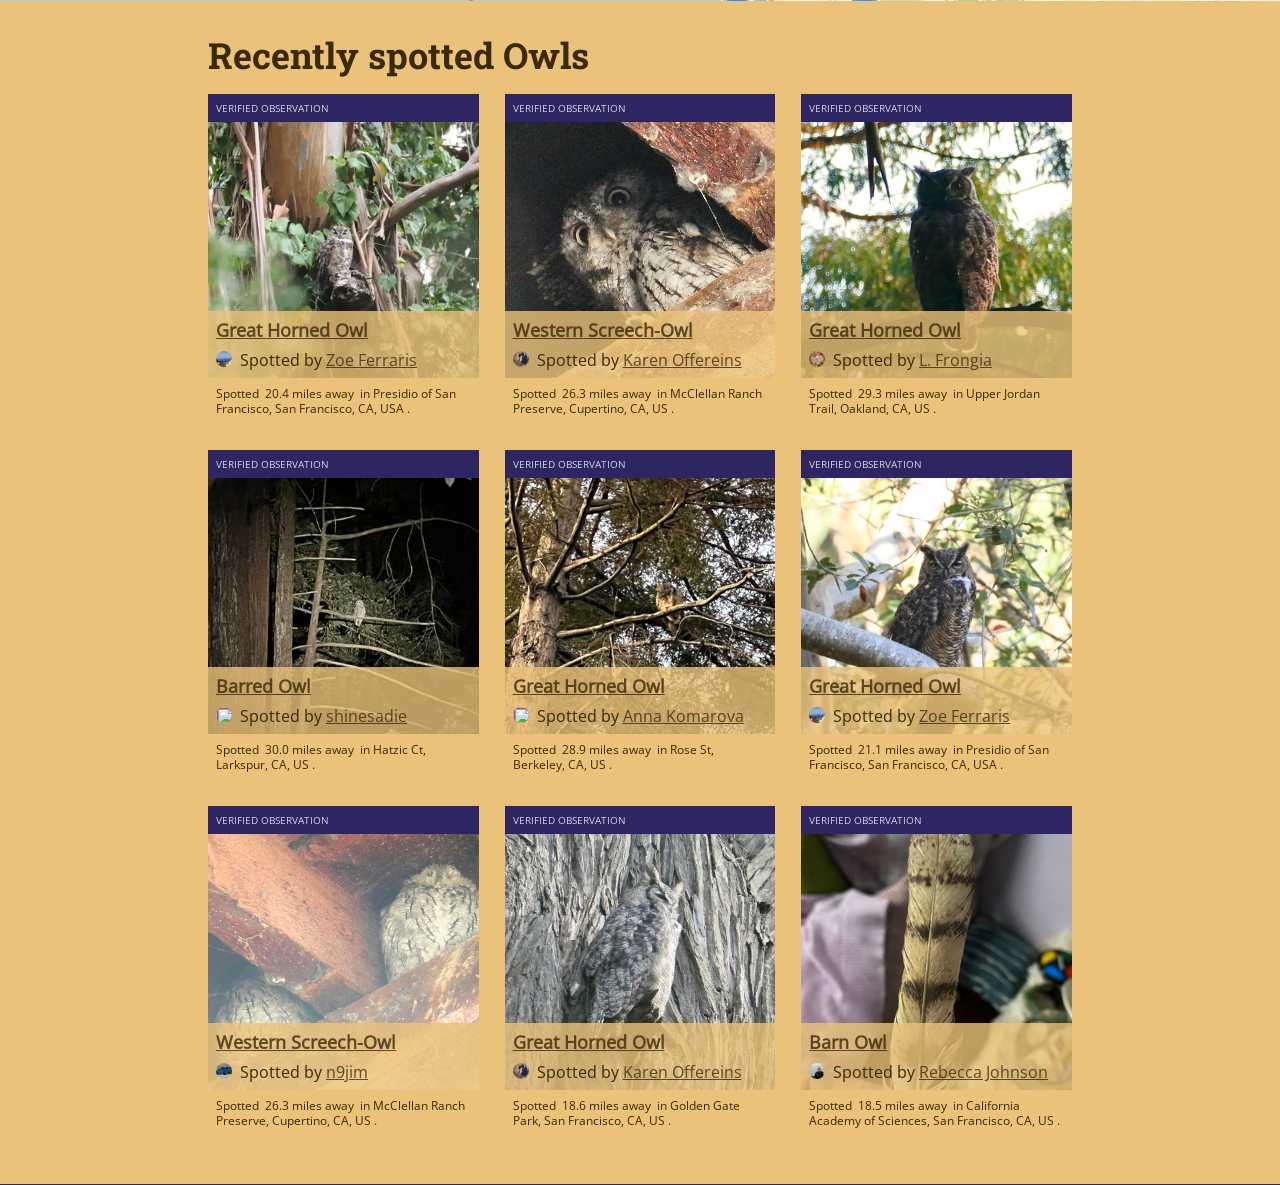 Recently spotted Owls
VERIFIED OBSERVATION
Great Horned Owl
Spotted by Zoe Ferraris
Spotted 20.4 miles away in Presidio of San
Francisco, San Francisco, CA, USA .
VERIFIED OBSERVATION
Western Screech-Owl
Spotted by Karen Offereins
Spotted 26.3 miles away in McClellan Ranch
Preserve, Cupertino, CA, US .
VERIFIED OBSERVATION
Great Horned Owl
Spotted by L. Frongia
Spotted 29.3 miles away in Upper Jordan
Trail, Oakland, CA, US .
VERIFIED OBSERVATION
Barred Owl
Spotted by shinesadie
Spotted 30.0 miles away in Hatzic Ct,
Larkspur, CA, US .
VERIFIED OBSERVATION
Great Horned Owl
Spotted by Anna Komarova
Spotted 28.9 miles away in Rose St,
Berkeley, CA, US .
VERIFIED OBSERVATION
Great Horned Owl
Spotted by Zoe Ferraris
Spotted 21.1 miles away in Presidio of San
Francisco, San Francisco, CA, USA .
VERIFIED OBSERVATION
Western Screech-Owl
Spotted by n9jim
Spotted 26.3 miles away in McClellan Ranch
Preserve, Cupertino, CA, US .
VERIFIED OBSERVATION
Great Horned Owl
Spotted by Karen Offereins
Spotted 18.6 miles away in Golden Gate
Park, San Francisco, CA, US .
VERIFIED OBSERVATION
Barn Owl
Spotted by Rebecca Johnson
Spotted 18.5 miles away in California
Academy of Sciences, San Francisco, CA, US .